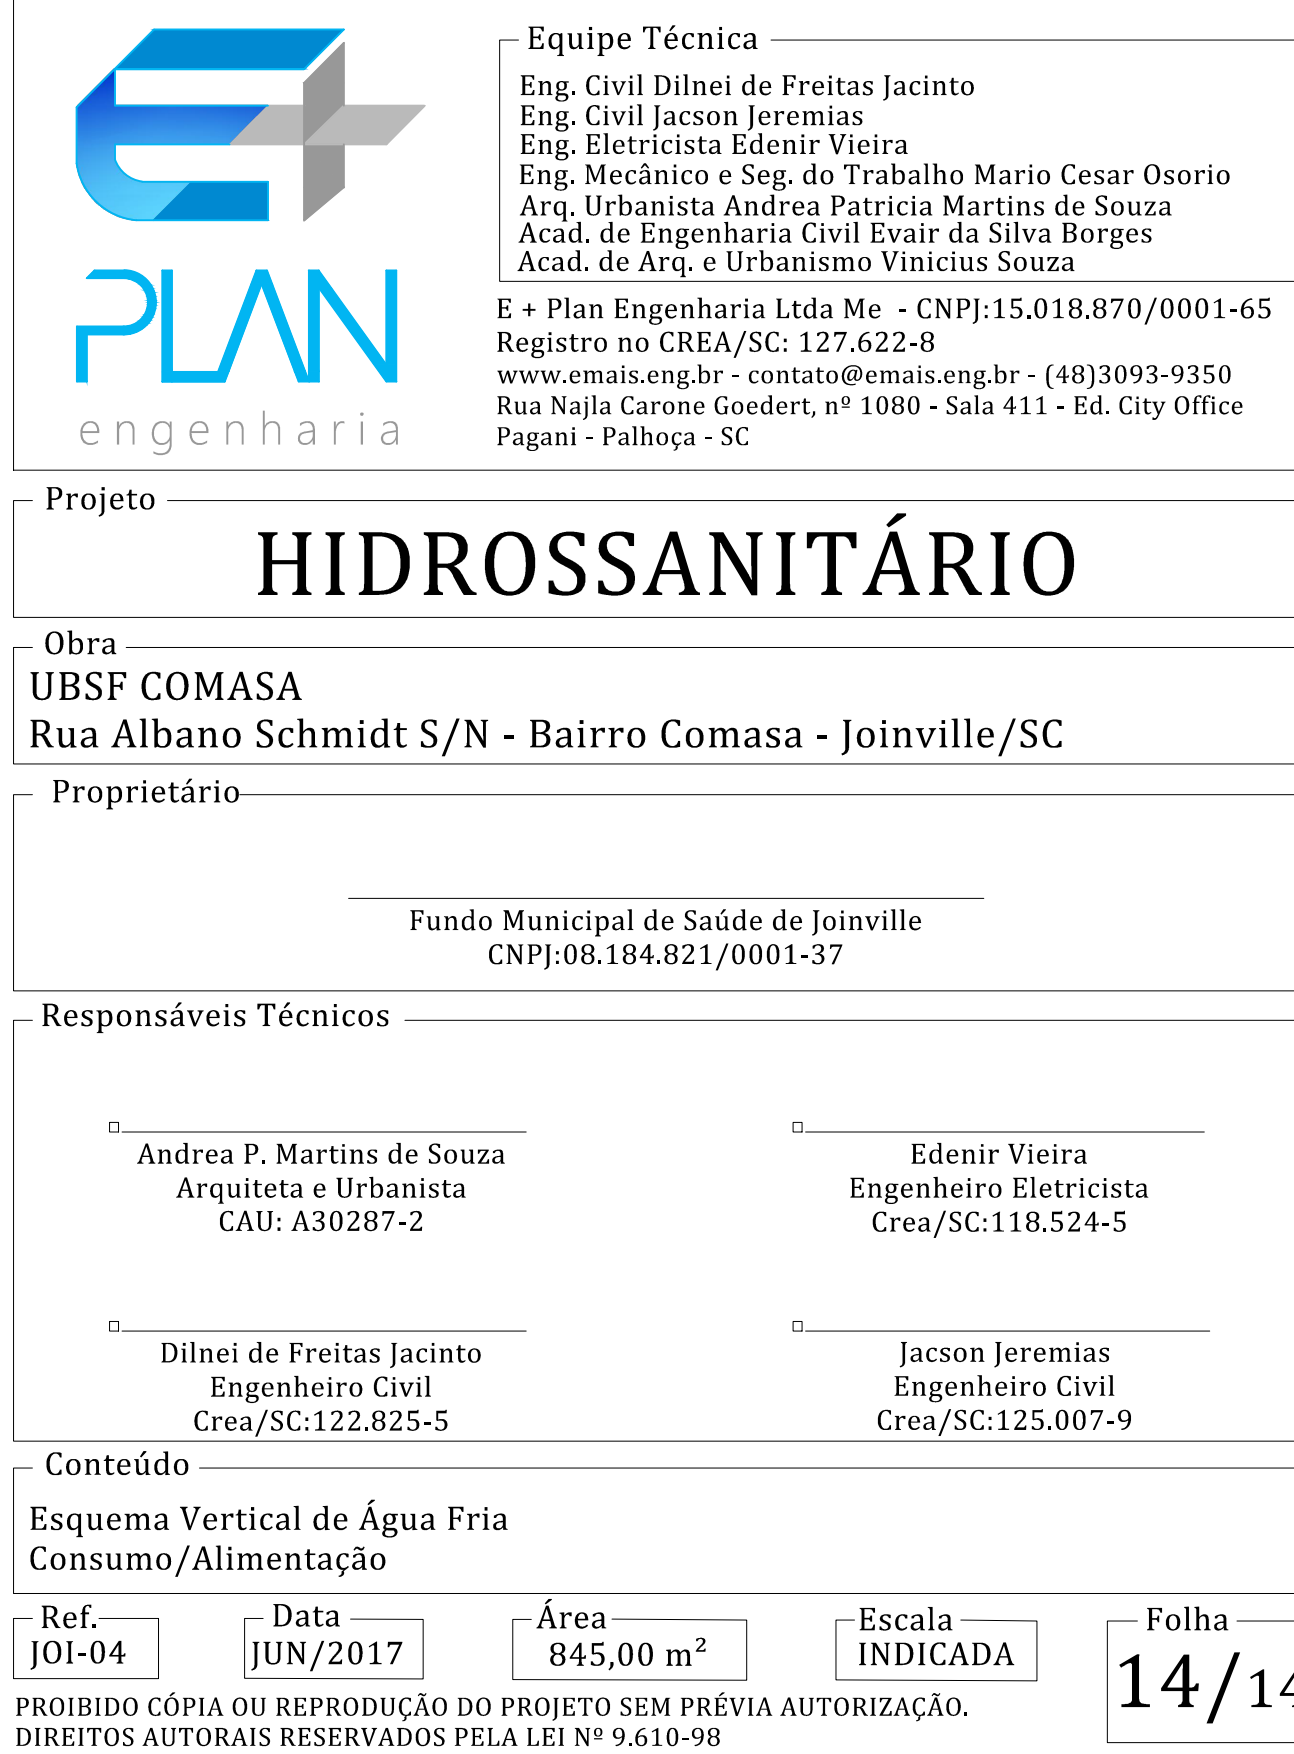 PLAN
engenharia
Equipe Técnica
Eng. Civil Dilnei de Freitas Jacinto
Eng. Civil Jacson Jeremias
Eng. Eletricista Edenir Vieira
Eng. Mecânico e Seg. do Trabalho Mario Cesar Osorio
Arq. Urbanista Andrea Patricia Martins de Souza
Acad. de Engenharia Civil Evair da Silva Borges
Acad. de Arq. e Urbanismo Vinicius Souza
E + Plan Engenharia Ltda Me - CNPJ:15.018.870/0001-65
Registro no CREA/SC: 127.622-8
www.emais.eng.br - contato@emais.eng.br - (48)3093-9350
Rua Najla Carone Goedert, nº 1080 - Sala 411 - Ed. City Office
Pagani - Palhoça - SC
Projeto
HIDROSSANITÁRIO
Obra
UBSF COMASA
Rua Albano Schmidt S/N - Bairro Comasa - Joinville/SC
Proprietário
Fundo Municipal de Saúde de Joinville
CNPJ:08.184.821/0001-37
Responsáveis Técnicos
Andrea P. Martins de Souza
Arquiteta e Urbanista
CAU: A30287-2
Edenir Vieira
Engenheiro Eletricista
Crea/SC:118.524-5
Dilnei de Freitas Jacinto
Engenheiro Civil
Crea/SC:122.825-5
Jacson Jeremias
Engenheiro Civil
Crea/SC:125.007-9
Conteúdo
Esquema Vertical de Água Fria
Consumo/Alimentação
Ref.
JOI-04
Data
JUN/2017
Área
845,00 m²
Escala
INDICADA
Folha
14/14
PROIBIDO CÓPIA OU REPRODUÇÃO DO PROJETO SEM PRÉVIA AUTORIZAÇÃO.
DIREITOS AUTORAIS RESERVADOS PELA LEI Nº 9.610-98